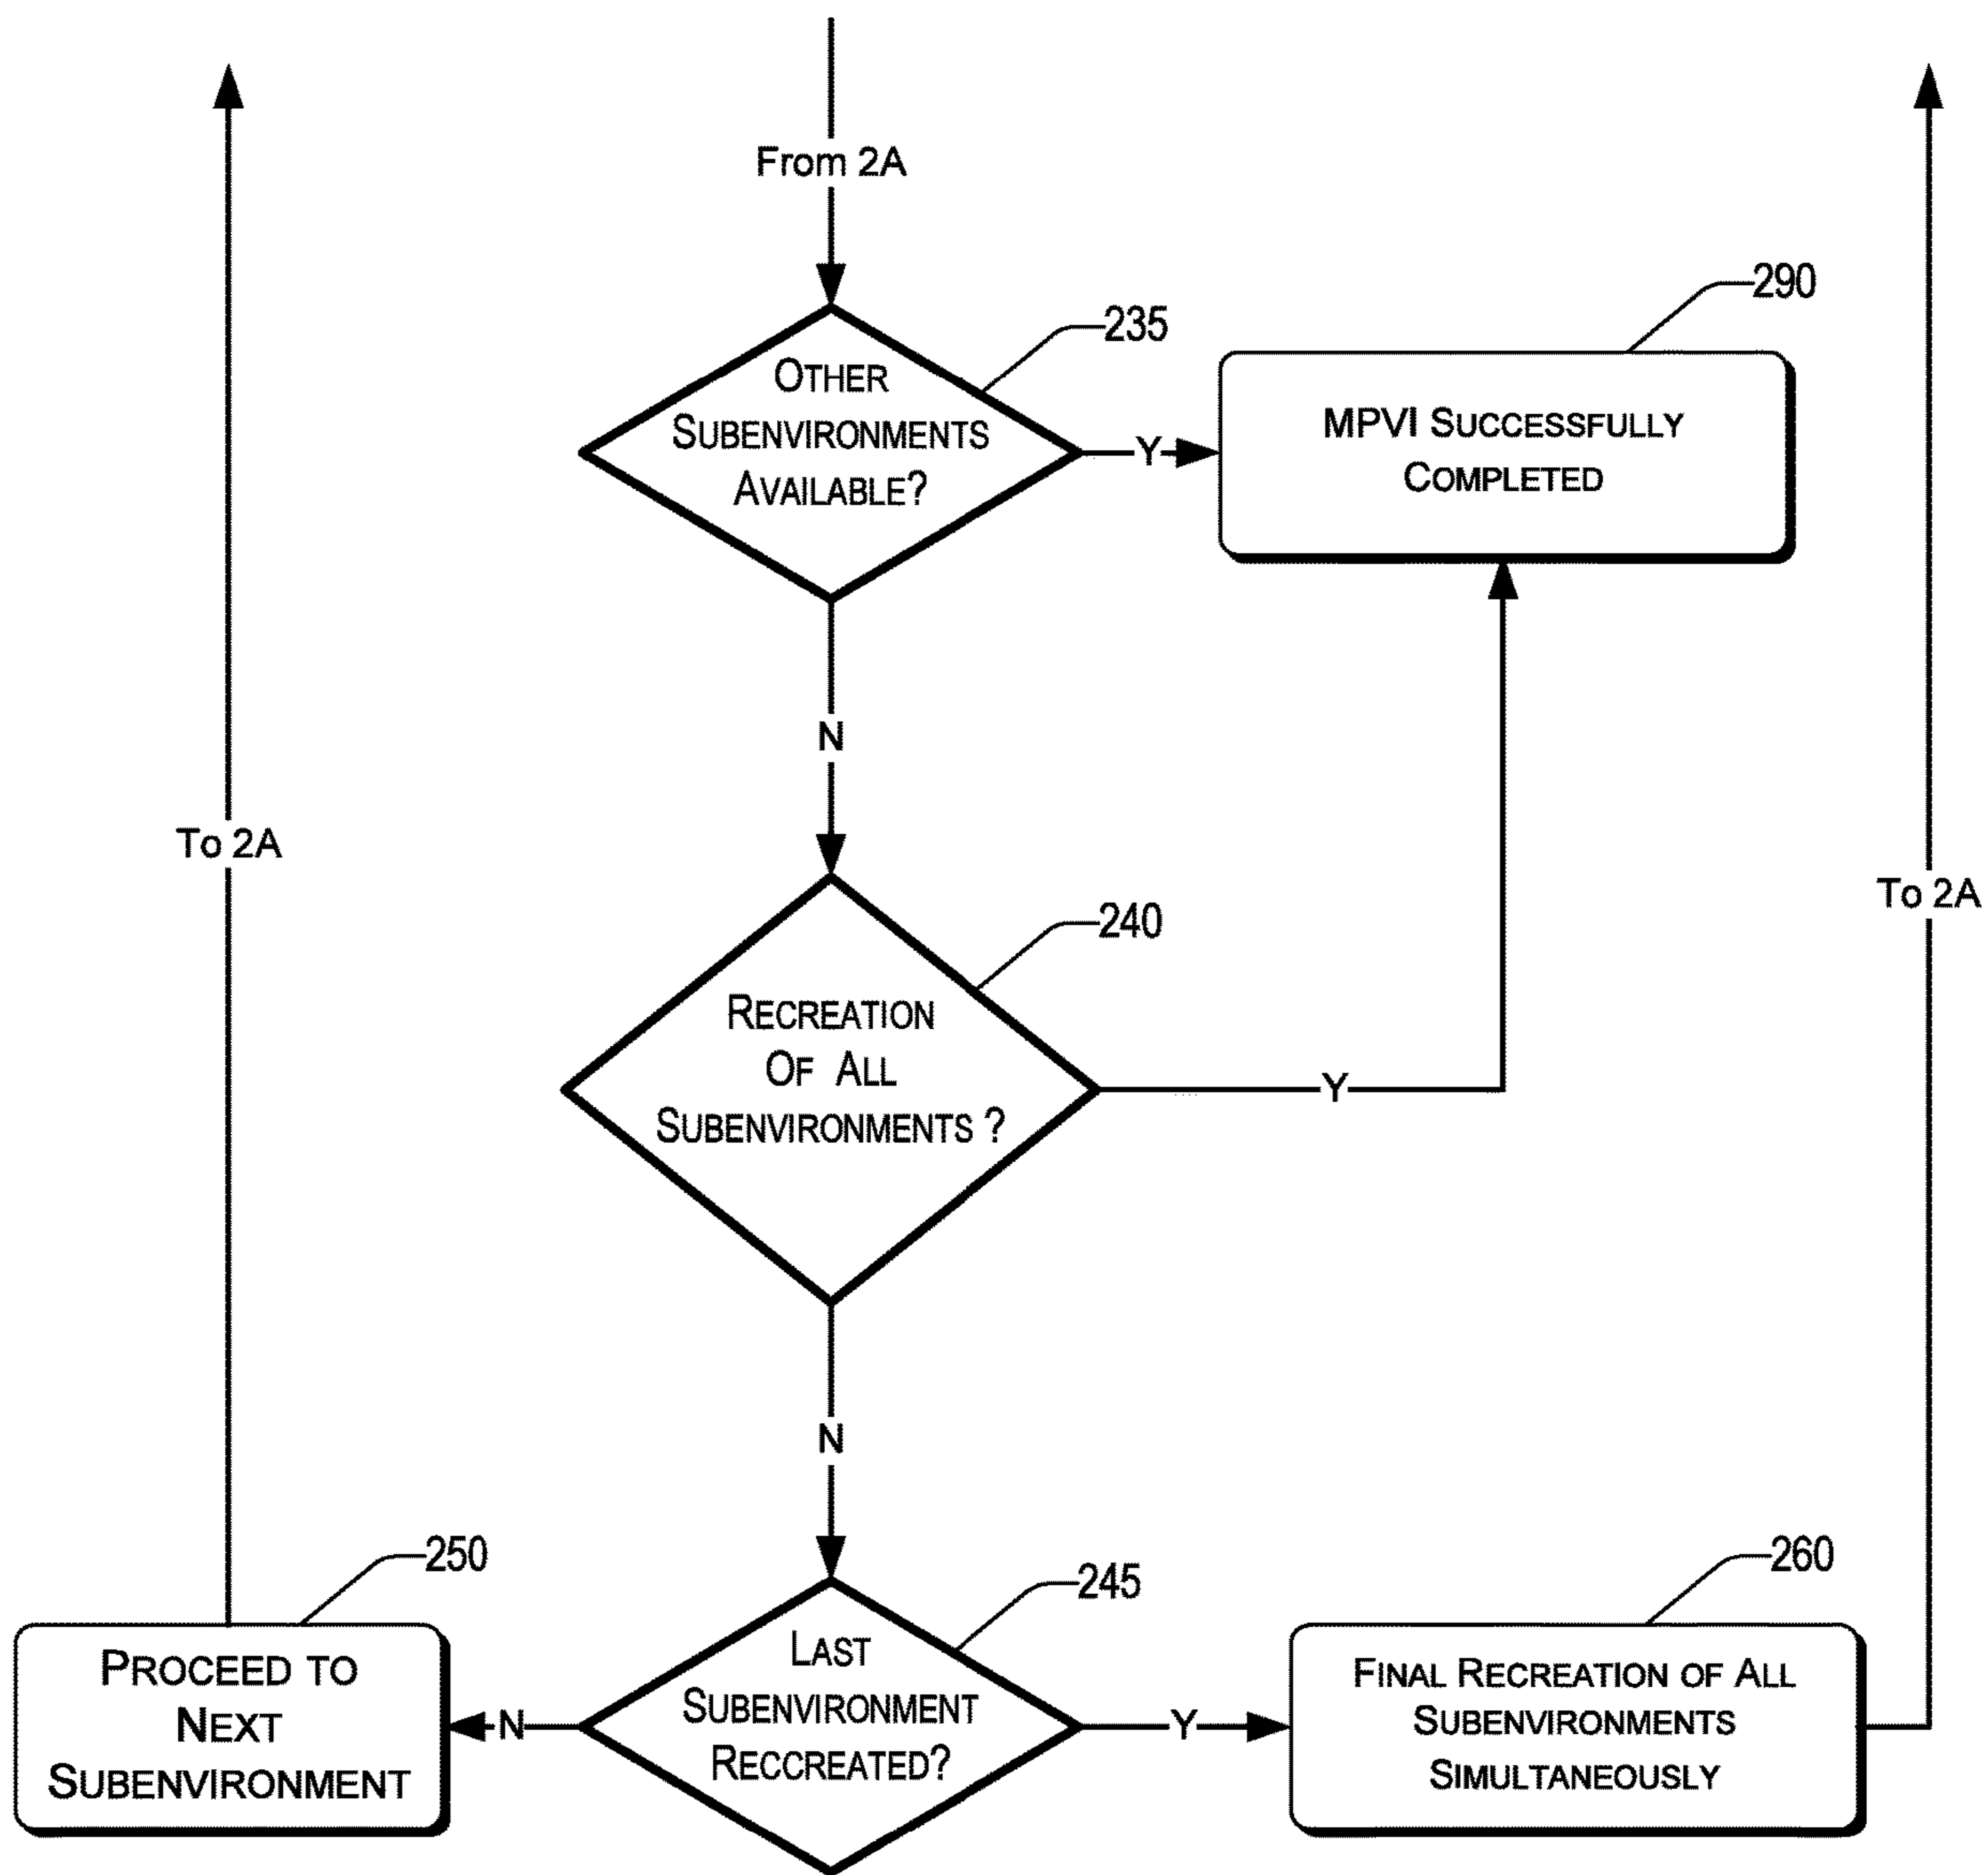 From 2A
235
290
OTHER
SUBENVIRONMENTS
AVAILABLE?
Y
MPVI SUCCESSFULLY
COMPLETED
N
To 2A
To 2A
240
RECREATION
OF ALL
SUBENVIRONMENTS ?
Y
N
250
245
260
PROCEED TO
NEXT
SUBENVIRONMENT
N
LAST
SUBENVIRONMENT
RECCREATED?
Y
FINAL RECREATION OF ALL
SUBENVIRONMENTS
SIMULTANEOUSLY